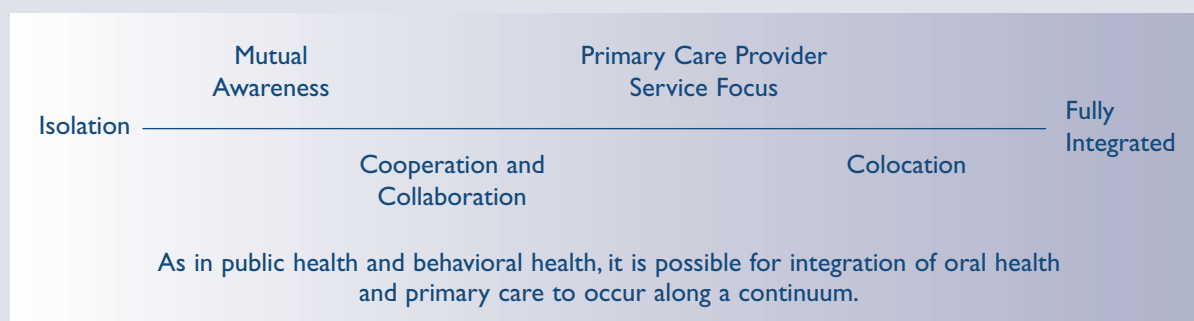 Mutual
Awareness
Primary Care Provider
Service Focus
Isolation
Fully
Integrated
Cooperation and
Collaboration
Colocation
As in public health and behavioral health, it is possible for integration of oral health
and primary care to occur along a continuum.